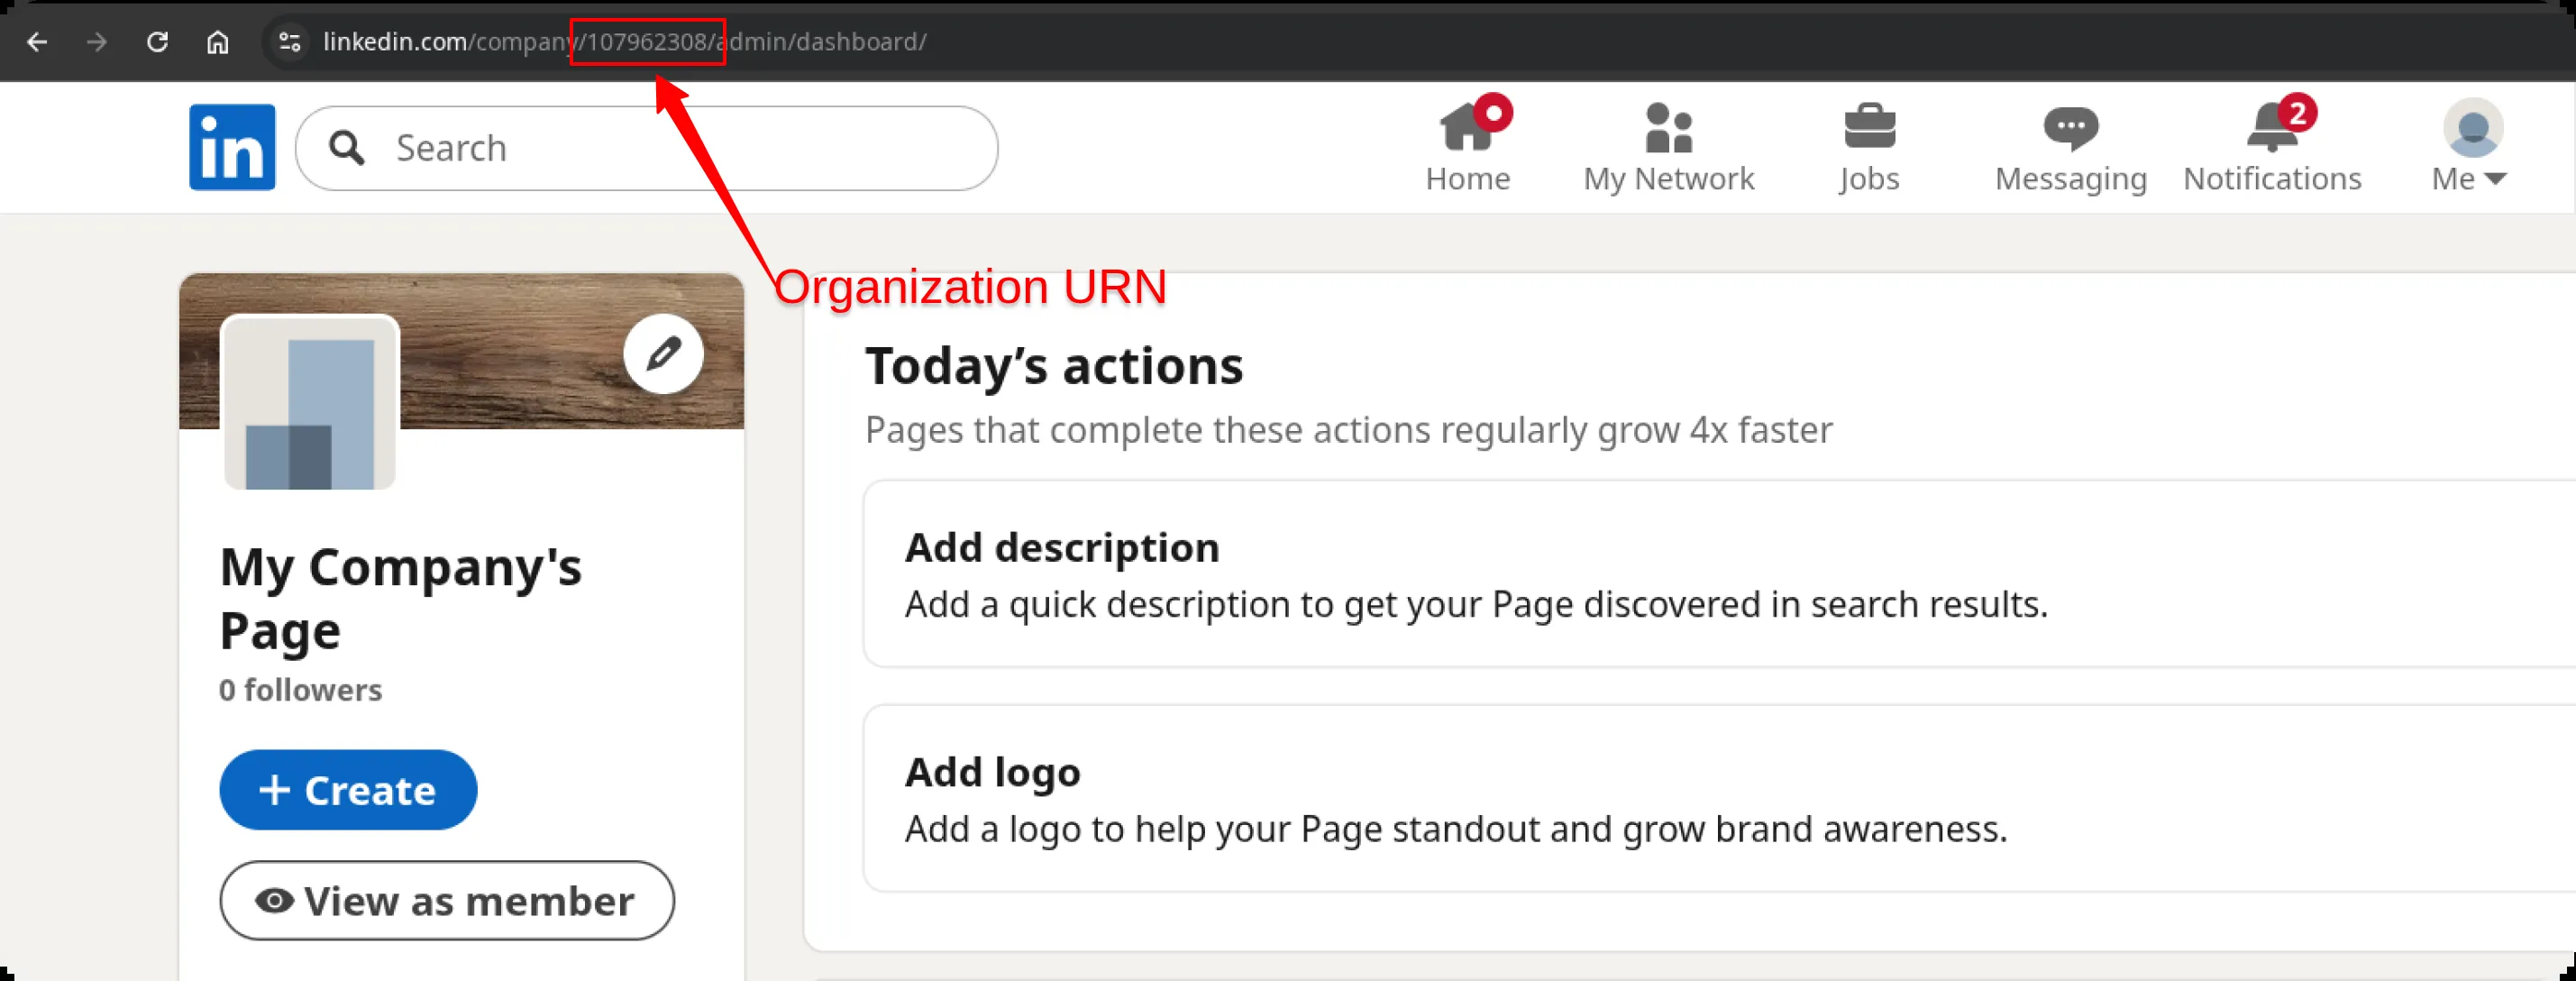 linkedin.com/company/107962308/admin/dashboard/
in
Search
Home
My Network
Jobs
Messaging
2
Notifications
Me
Organization URN
My Company's
Page
0 followers
+ Create
View as member
Today’s actions
Pages that complete these actions regularly grow 4x faster
Add description
Add a quick description to get your Page discovered in search results.
Add logo
Add a logo to help your Page standout and grow brand awareness.